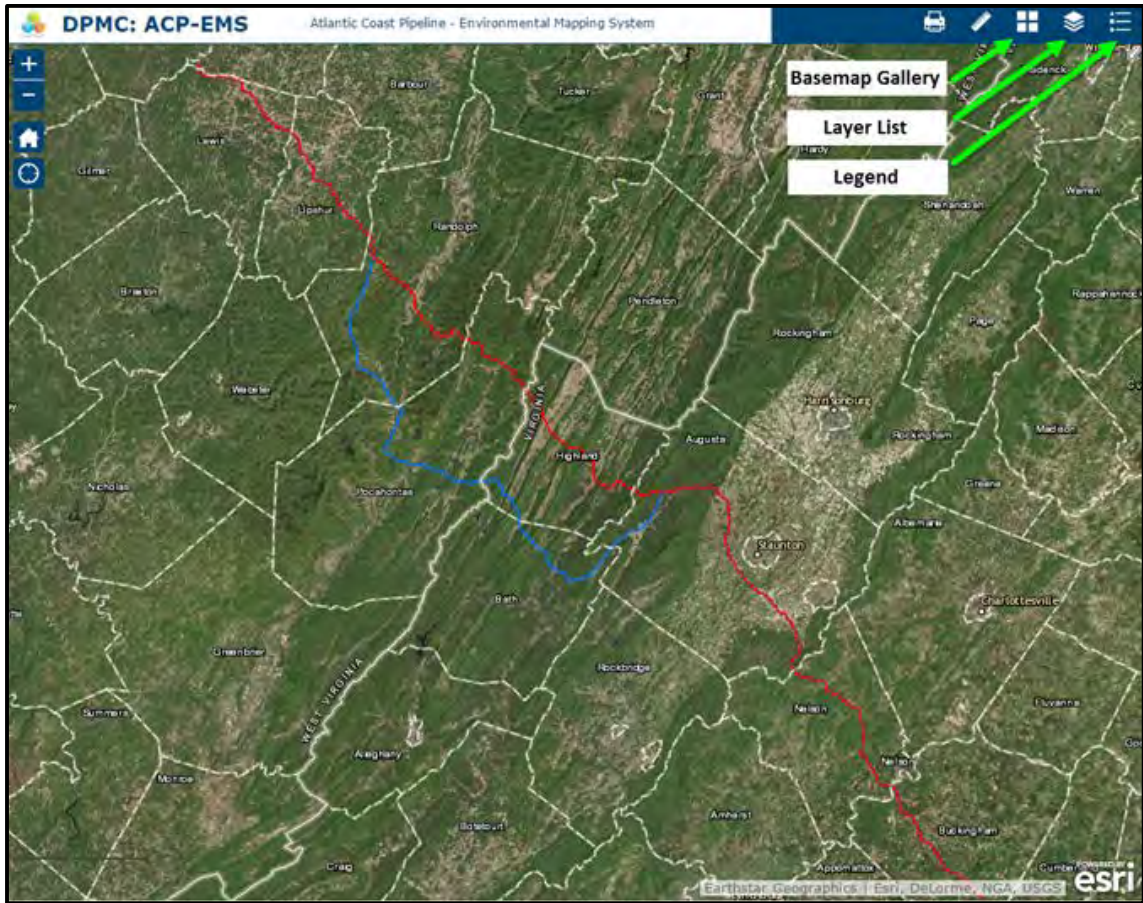 DPMC: ACP-EMS
Atlantic Coast Pipeline - Environmental Mapping System
+
−
Basemap Gallery
Layer List
Legend
Barbour
Tucker
Grant
WEST
Hardy
Lewis
Gilmer
Upshur
Randolph
Shenandoah
Warren
Braxton
Pendleton
Rockingham
Page
Rappahannock
Webster
VIRGINIA
Harrisonburg
Highland
Augusta
Rockingham
Madison
Nicholas
Pocahontas
Greene
Albemarle
Staunton
Bath
Charlottesville
Greenbrier
Rockbridge
WEST VIRGINIA
Summers
Nelson
Fluvanna
Alleghany
Monroe
Nelson
Amherst
Botetourt
Buckingham
Craig
Appomattox
POWERED BY
esri
Earthstar Geographics | Esri, DeLorme, NGA, USGS